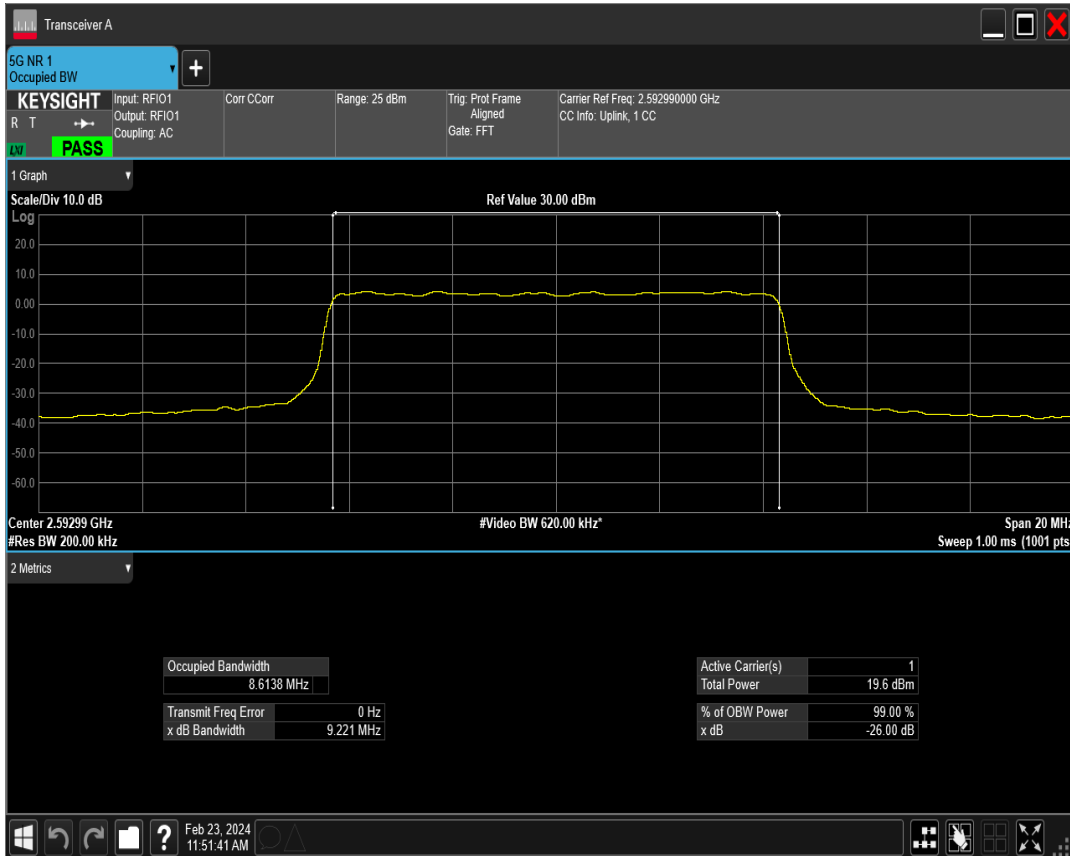 Transceiver A
5G NR 1
Occupied BW
+
KEYSIGHT
R T
LXI
PASS
Input: RFIO1
Output: RFIO1
Coupling: AC
Corr CCorr
Range: 25 dBm
Trig: Prot Frame
Aligned
Gate: FFT
Carrier Ref Freq: 2.592990000 GHz
CC Info: Uplink, 1 CC
1 Graph
Scale/Div 10.0 dB
Ref Value 30.00 dBm
Log
20.0
10.0
0.00
-10.0
-20.0
-30.0
-40.0
-50.0
-60.0
Center 2.59299 GHz
#Video BW 620.00 kHz*
Span 20 MHz
#Res BW 200.00 kHz
Sweep 1.00 ms (1001 pts
2 Metrics
Occupied Bandwidth
8.6138 MHz
Transmit Freq Error 0 Hz
x dB Bandwidth 9.221 MHz
Active Carrier(s) 1
Total Power 19.6 dBm
% of OBW Power 99.00 %
x dB -26.00 dB
?
Feb 23, 2024
11:51:41 AM